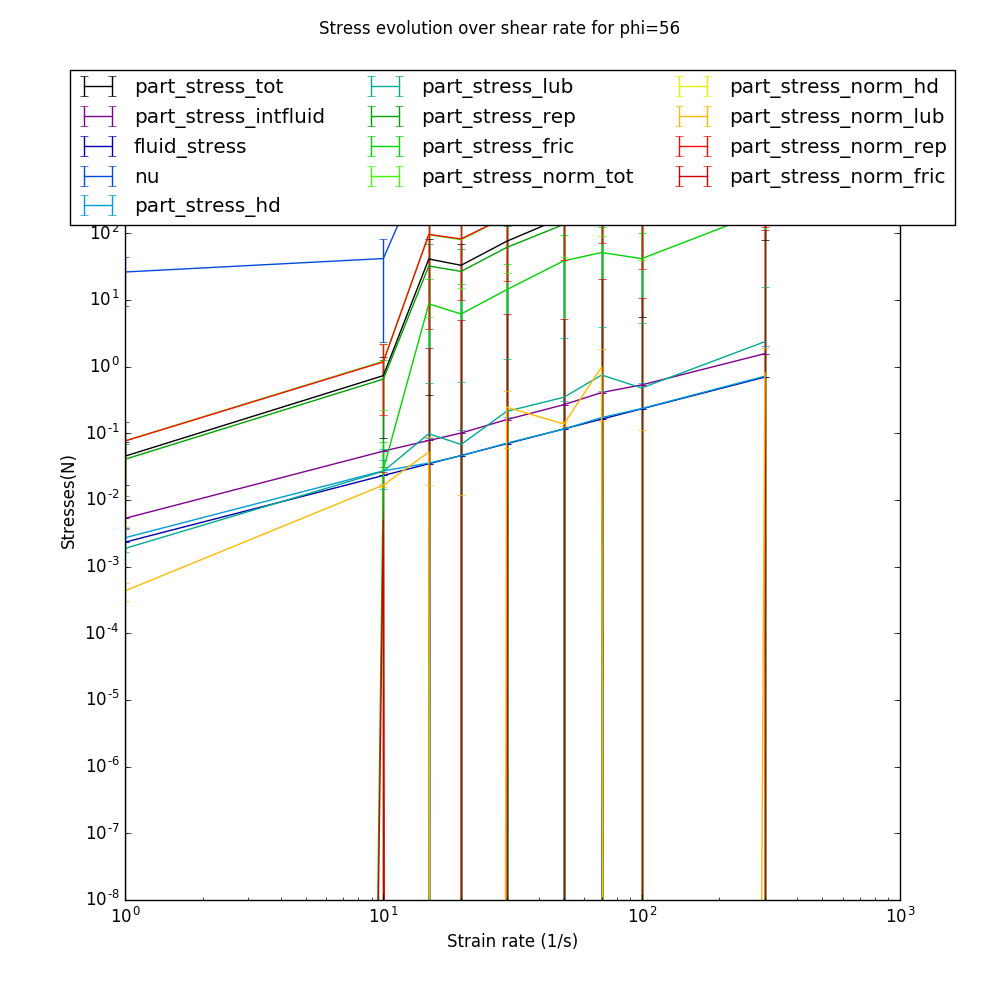 Stress evolution over shear rate for phi=56
part_stress_tot
part_stress_intfluid
fluid_stress
nu
part_stress_hd
part_stress_lub
part_stress_rep
part_stress_fric
part_stress_norm_tot
part_stress_norm_hd
part_stress_norm_lub
part_stress_norm_rep
part_stress_norm_fric
10^2
10^1
10^0
10^-1
10^-2
10^-3
10^-4
10^-5
10^-6
10^-7
10^-8
Stresses(N)
10^0 10^1 10^2 10^3
Strain rate (1/s)